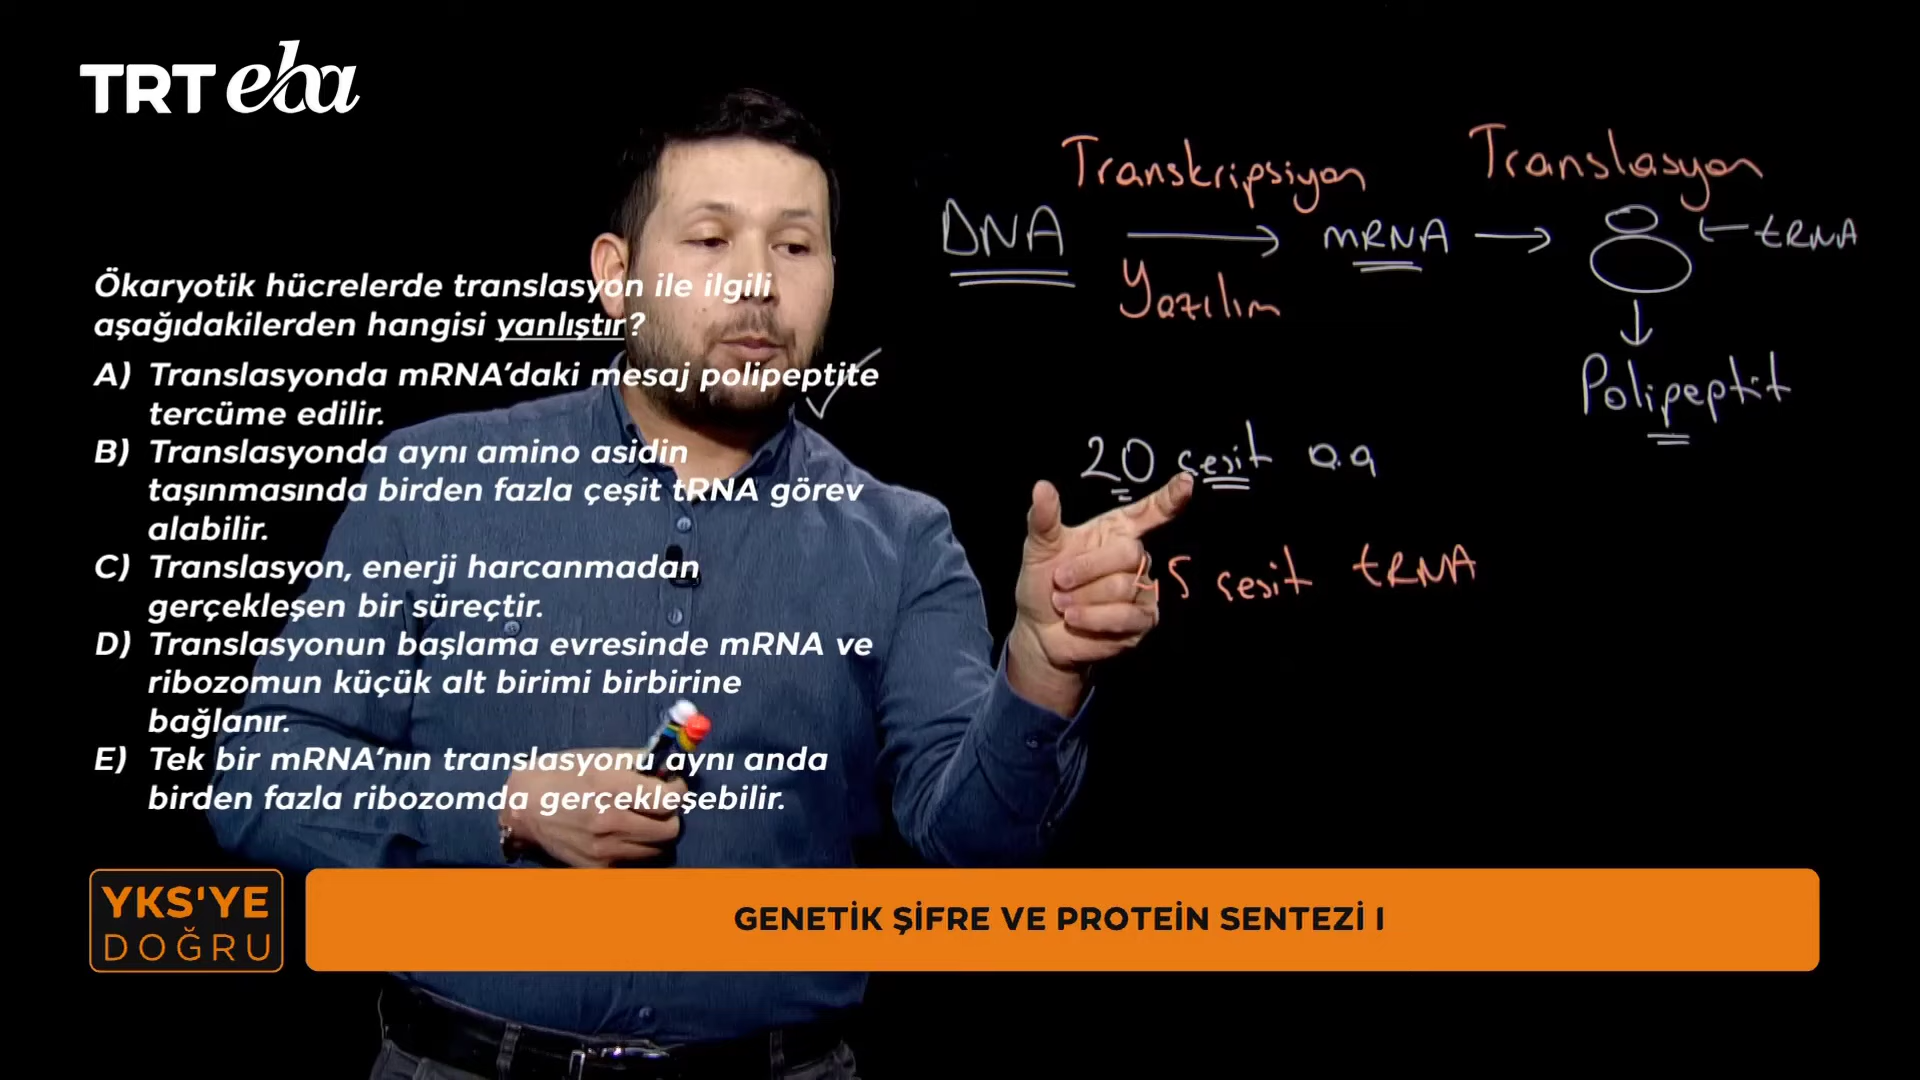 TRT eba
Transkripsiyon
Translasyon
DNA
mRNA
tRNA
Yazılım
Polipeptit
20 çeşit a.a
45 çeşit tRNA
Ökaryotik hücrelerde translasyon ile ilgili
aşağıdakilerden hangisi yanlıştır?
A) Translasyonda mRNA’daki mesaj polipeptite
tercüme edilir.
B) Translasyonda aynı amino asidin
taşınmasında birden fazla çeşit tRNA görev
alabilir.
C) Translasyon, enerji harcanmadan
gerçekleşen bir süreçtir.
D) Translasyonun başlama evresinde mRNA ve
ribozomun küçük alt birimi birbirine
bağlanır.
E) Tek bir mRNA’nın translasyonu aynı anda
birden fazla ribozomda gerçekleşebilir.
YKS'YE
DOĞRU
GENETİK ŞİFRE VE PROTEİN SENTEZİ I